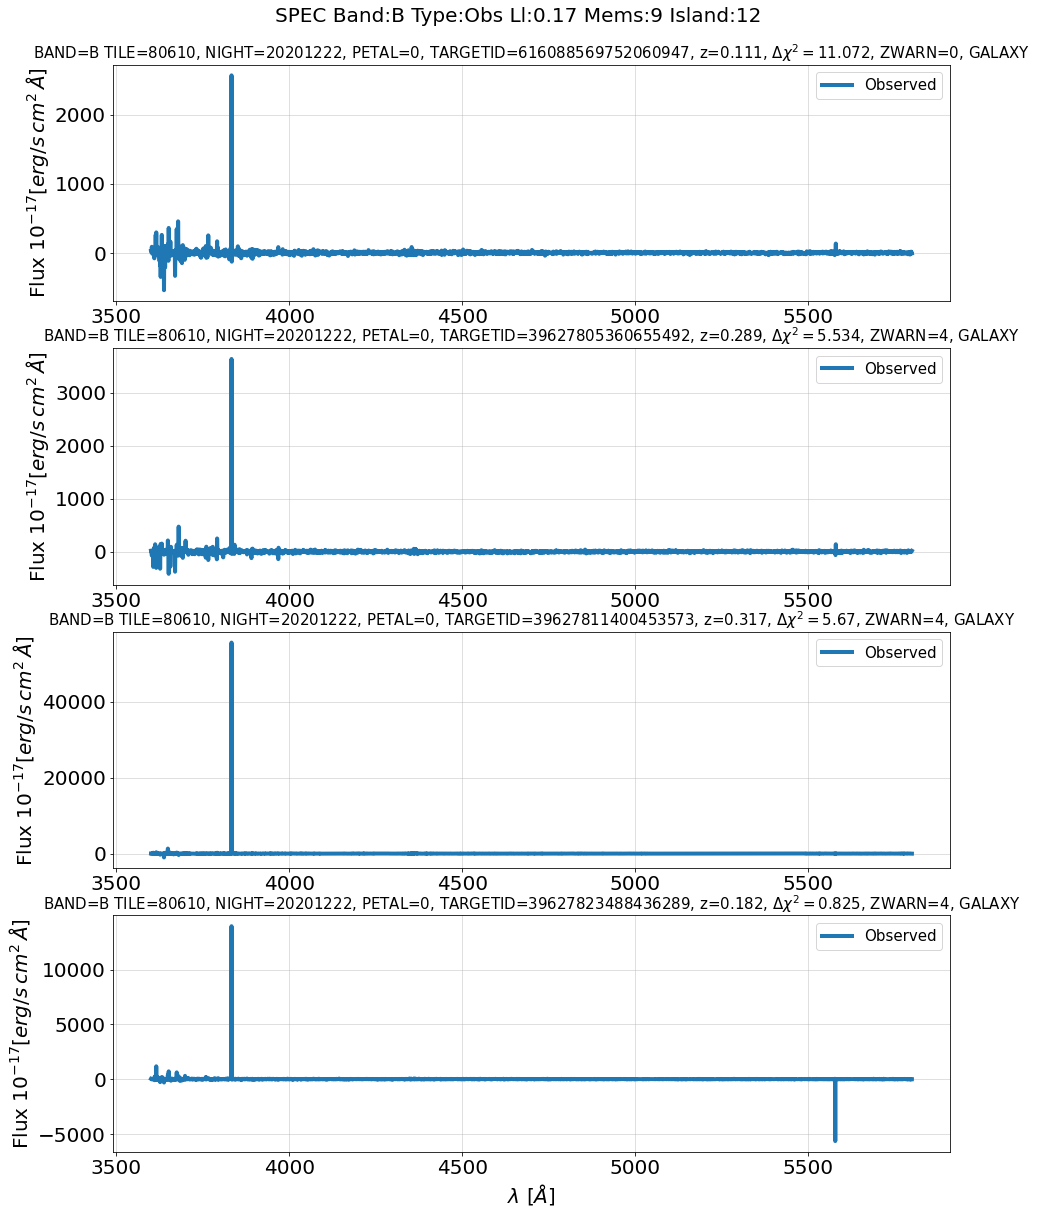 SPEC Band:B Type:Obs Ll:0.17 Mems:9 Island:12
BAND=B TILE=80610, NIGHT=20201222, PETAL=0, TARGETID=616088569752060947, z=0.111, Δχ² = 11.072, ZWARN=0, GALAXY
Observed
Flux 10⁻¹⁷[erg/s cm² Å]
2000
1000
0
3500 4000 4500 5000 5500
BAND=B TILE=80610, NIGHT=20201222, PETAL=0, TARGETID=39627805360655492, z=0.289, Δχ² = 5.534, ZWARN=4, GALAXY
Observed
Flux 10⁻¹⁷[erg/s cm² Å]
3000
2000
1000
0
3500 4000 4500 5000 5500
BAND=B TILE=80610, NIGHT=20201222, PETAL=0, TARGETID=39627811400453573, z=0.317, Δχ² = 5.67, ZWARN=4, GALAXY
Observed
Flux 10⁻¹⁷[erg/s cm² Å]
40000
20000
0
3500 4000 4500 5000 5500
BAND=B TILE=80610, NIGHT=20201222, PETAL=0, TARGETID=39627823488436289, z=0.182, Δχ² = 0.825, ZWARN=4, GALAXY
Observed
Flux 10⁻¹⁷[erg/s cm² Å]
10000
5000
0
−5000
3500 4000 4500 5000 5500
λ [Å]